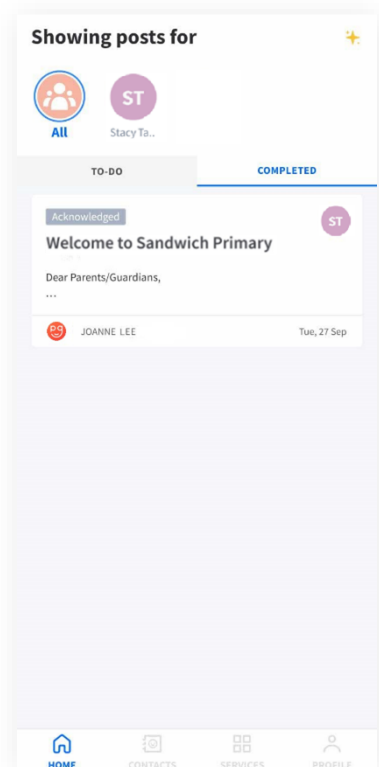 Showing posts for
ST
All
Stacy Ta..
TO-DO
COMPLETED
Acknowledged
ST
Welcome to Sandwich Primary
Dear Parents/Guardians,
...
JOANNE LEE
Tue, 27 Sep
HOME
CONTACTS
SERVICES
PROFILE